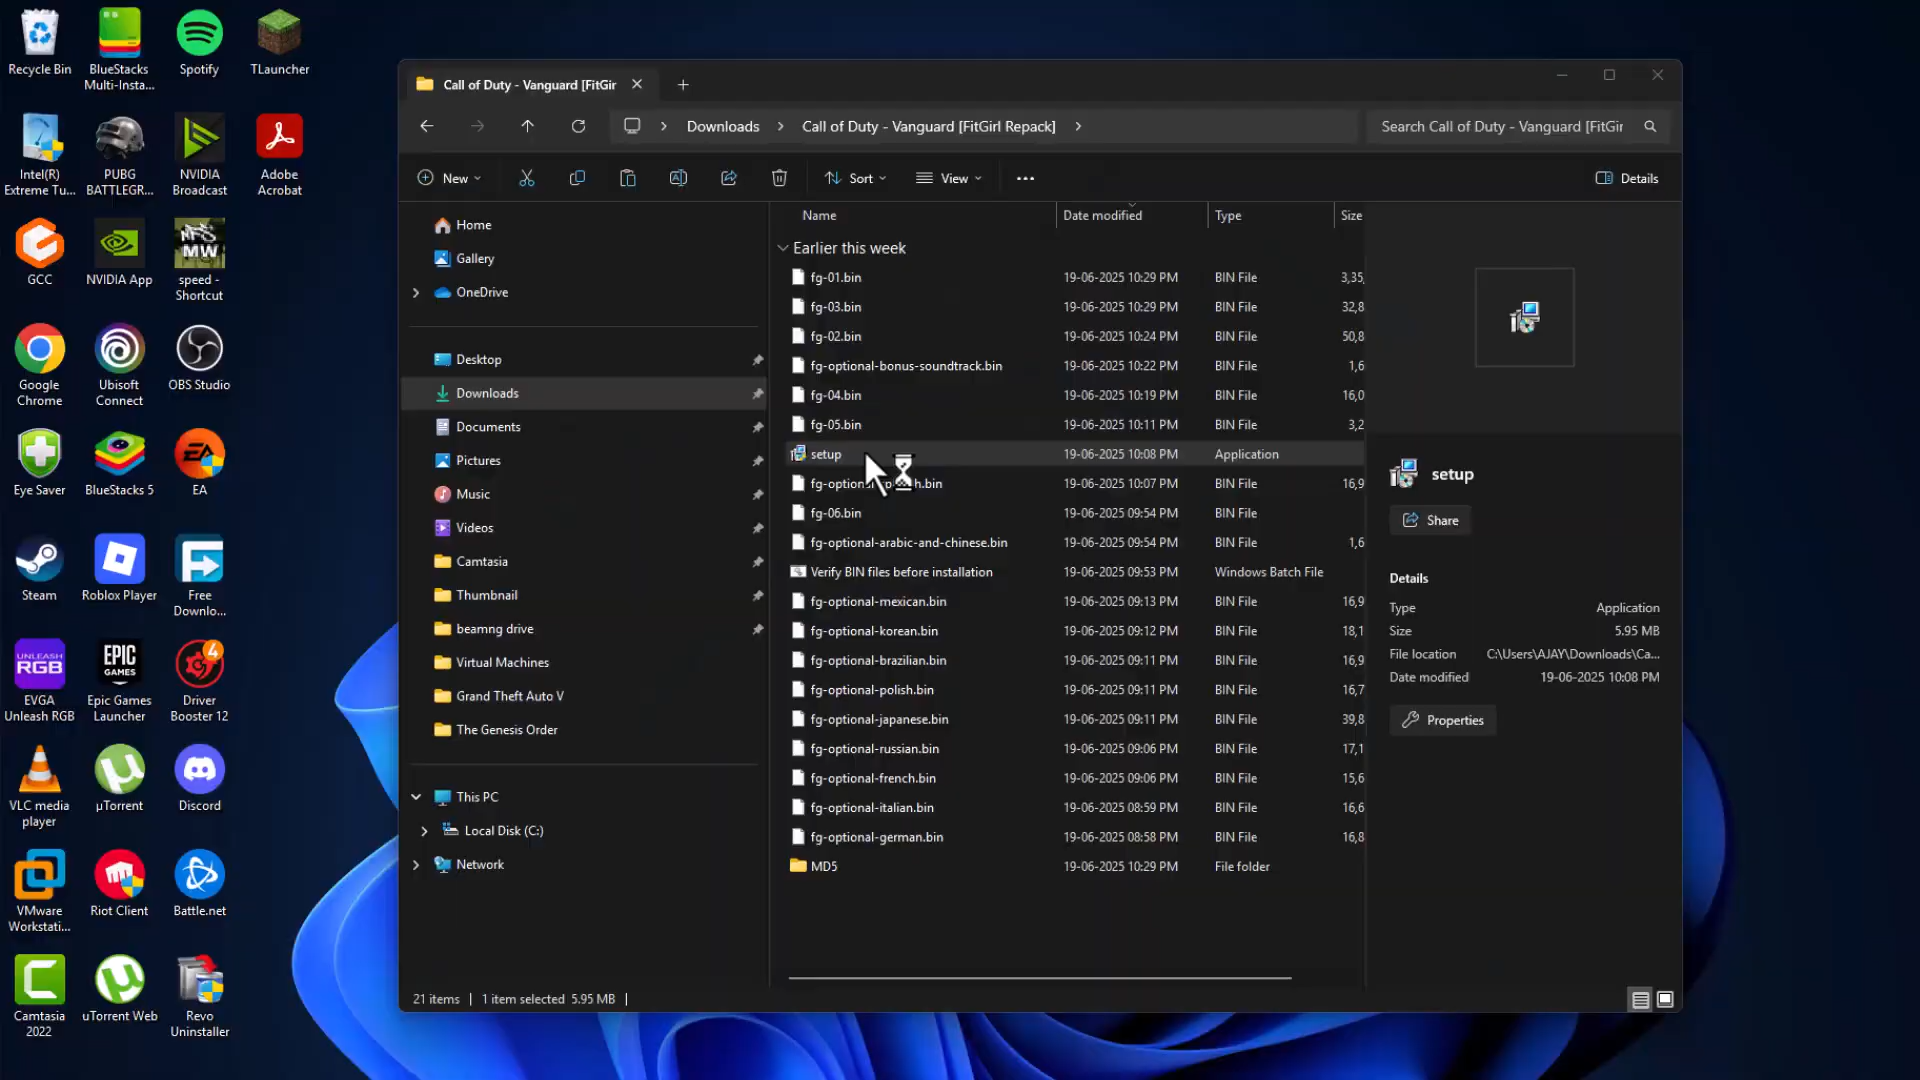 Recycle Bin
BlueStacks
Multi-Insta...
Spotify
TLauncher
Intel(R)
Extreme Tu...
PUBG
BATTLEGR...
NVIDIA
Broadcast
Adobe
Acrobat
GCC
NVIDIA App
NFS
MW
speed -
Shortcut
Google
Chrome
Ubisoft
Connect
OBS Studio
Eye Saver
BlueStacks 5
EA
EA
Steam
Roblox Player
Free
Downlo...
UNLEASH
RGB
EVGA
Unleash RGB
EPIC
GAMES
Epic Games
Launcher
4
Driver
Booster 12
VLC media
player
µTorrent
Discord
VMware
Workstati...
Riot Client
Battle.net
Camtasia
2022
uTorrent Web
Revo
Uninstaller
Call of Duty - Vanguard [FitGir
Downloads
Call of Duty - Vanguard [FitGirl Repack]
Search Call of Duty - Vanguard [FitGir
New
Sort
View
Details
Home
Gallery
OneDrive
Desktop
Downloads
Documents
Pictures
Music
Videos
Camtasia
Thumbnail
beamng drive
Virtual Machines
Grand Theft Auto V
The Genesis Order
This PC
Local Disk (C:)
Network
Name Date modified Type Size
Earlier this week
fg-01.bin 19-06-2025 10:29 PM BIN File 3,35,
fg-03.bin 19-06-2025 10:29 PM BIN File 32,8
fg-02.bin 19-06-2025 10:24 PM BIN File 50,8
fg-optional-bonus-soundtrack.bin 19-06-2025 10:22 PM BIN File 1,6
fg-04.bin 19-06-2025 10:19 PM BIN File 16,0
fg-05.bin 19-06-2025 10:11 PM BIN File 3,2
setup 19-06-2025 10:08 PM Application
19-06-2025 10:07 PM BIN File 16,9
fg-06.bin 19-06-2025 09:54 PM BIN File
fg-optional-arabic-and-chinese.bin 19-06-2025 09:54 PM BIN File 1,6
Verify BIN files before installation 19-06-2025 09:53 PM Windows Batch File
fg-optional-mexican.bin 19-06-2025 09:13 PM BIN File 16,9
fg-optional-korean.bin 19-06-2025 09:12 PM BIN File 18,1
fg-optional-brazilian.bin 19-06-2025 09:11 PM BIN File 16,9
fg-optional-polish.bin 19-06-2025 09:11 PM BIN File 16,7
fg-optional-japanese.bin 19-06-2025 09:11 PM BIN File 39,8
fg-optional-russian.bin 19-06-2025 09:06 PM BIN File 17,1
fg-optional-french.bin 19-06-2025 09:06 PM BIN File 15,6
fg-optional-italian.bin 19-06-2025 08:59 PM BIN File 16,6
fg-optional-german.bin 19-06-2025 08:58 PM BIN File 16,8
MD5 19-06-2025 10:29 PM File folder
setup
Share
Details
Type Application
Size 5.95 MB
File location C:\Users\AJAY\Downloads\Ca...
Date modified 19-06-2025 10:08 PM
Properties
21 items 1 item selected 5.95 MB